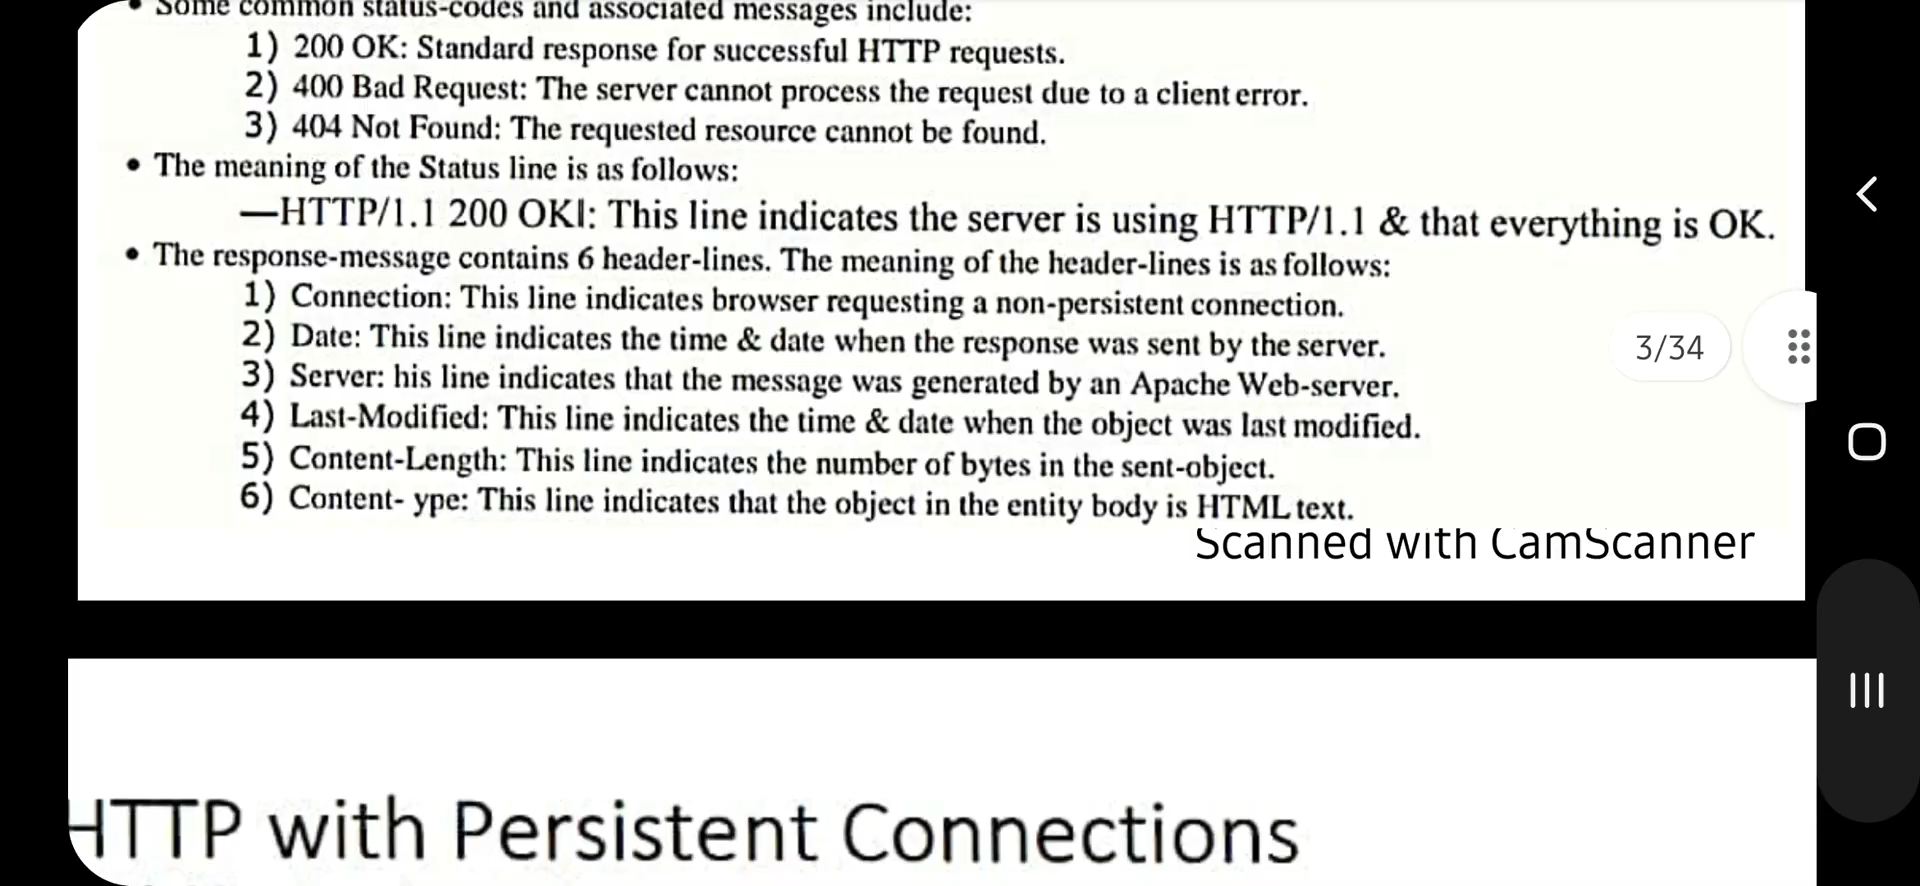 • Some common status-codes and associated messages include:
1) 200 OK: Standard response for successful HTTP requests.
2) 400 Bad Request: The server cannot process the request due to a client error.
3) 404 Not Found: The requested resource cannot be found.
• The meaning of the Status line is as follows:
―HTTP/1.1 200 OK‖: This line indicates the server is using HTTP/1.1 & that everything is OK.
• The response-message contains 6 header-lines. The meaning of the header-lines is as follows:
1) Connection: This line indicates browser requesting a non-persistent connection.
2) Date: This line indicates the time & date when the response was sent by the server.
3) Server: his line indicates that the message was generated by an Apache Web-server.
4) Last-Modified: This line indicates the time & date when the object was last modified.
5) Content-Length: This line indicates the number of bytes in the sent-object.
6) Content- ype: This line indicates that the object in the entity body is HTML text.
3/34
Scanned with CamScanner
HTTP with Persistent Connections